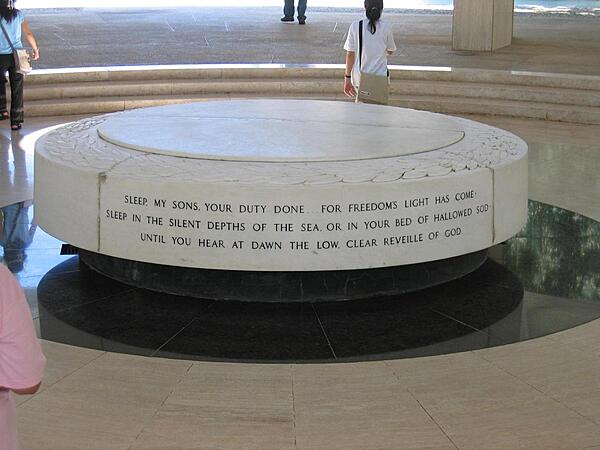 SLEEP, MY SONS, YOUR DUTY DONE... FOR FREEDOM'S LIGHT HAS COME·
SLEEP IN THE SILENT DEPTHS OF THE SEA, OR IN YOUR BED OF HALLOWED SOD·
UNTIL YOU HEAR AT DAWN THE LOW, CLEAR REVEILLE OF GOD.